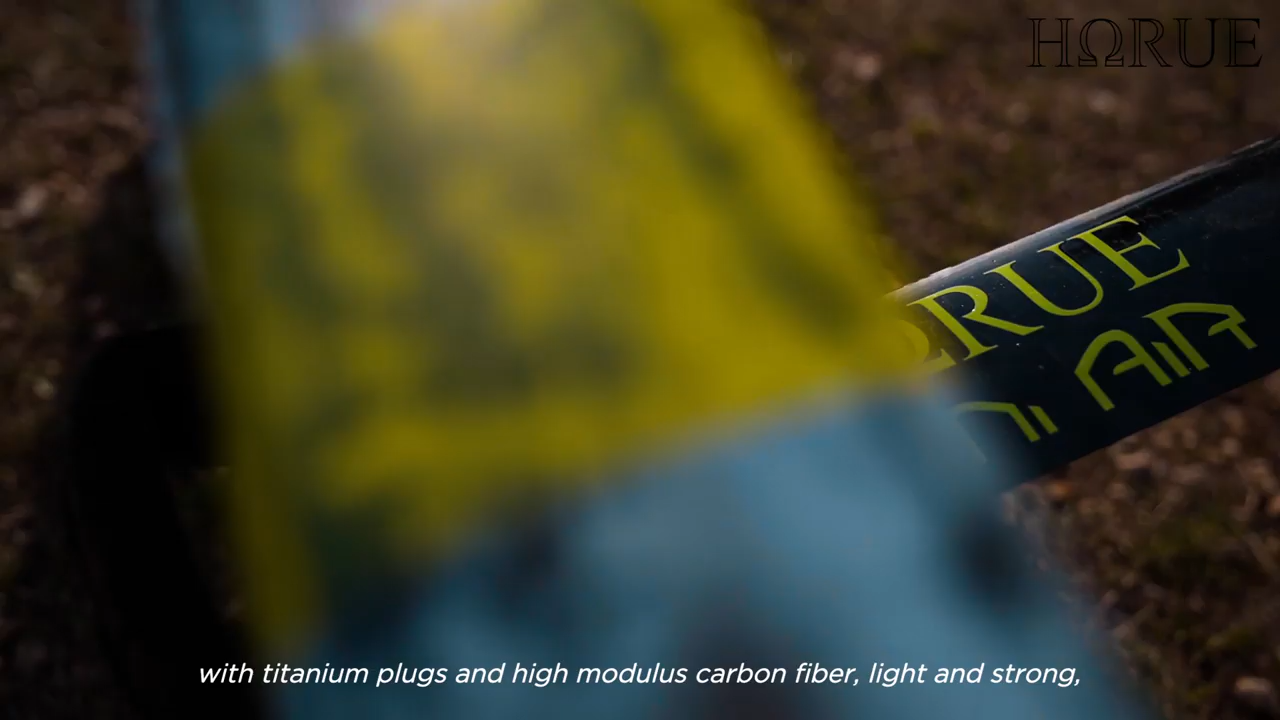 HΩRUE
RUE
AIR
with titanium plugs and high modulus carbon fiber, light and strong,